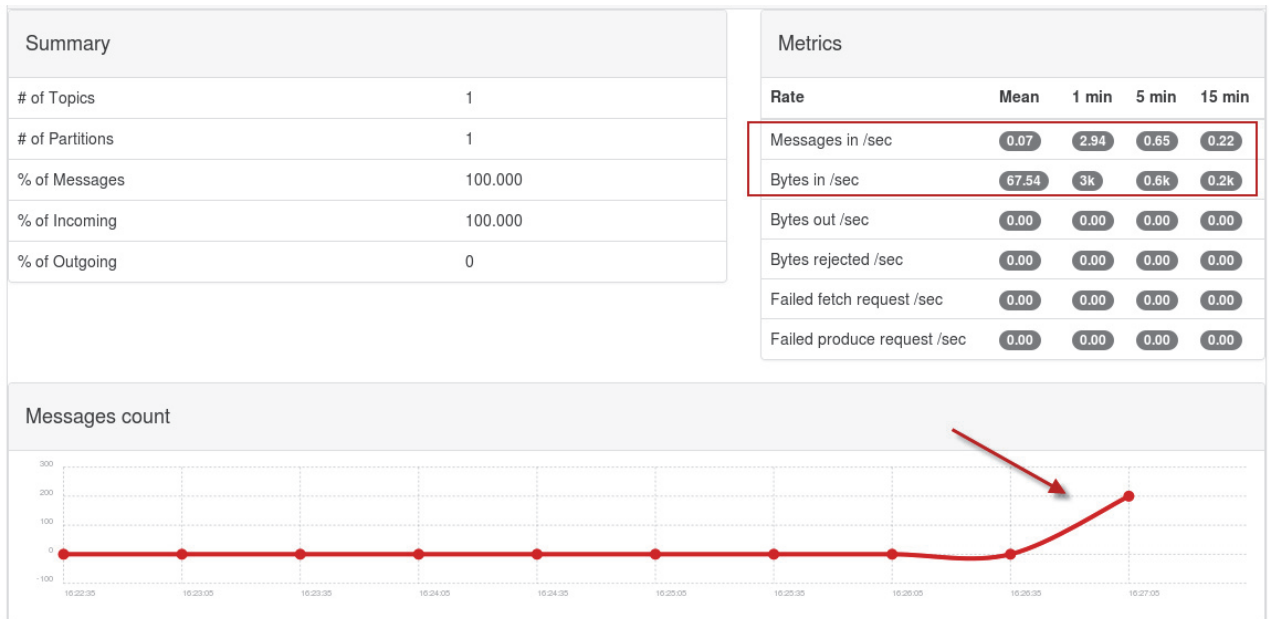 Summary
# of Topics 1
# of Partitions 1
% of Messages 100.000
% of Incoming 100.000
% of Outgoing 0
Metrics
Rate Mean 1 min 5 min 15 min
Messages in /sec 0.07 2.94 0.65 0.22
Bytes in /sec 67.54 3k 0.6k 0.2k
Bytes out /sec 0.00 0.00 0.00 0.00
Bytes rejected /sec 0.00 0.00 0.00 0.00
Failed fetch request /sec 0.00 0.00 0.00 0.00
Failed produce request /sec 0.00 0.00 0.00 0.00
Messages count
300
200
100
0
-100
16:22:35 16:23:05 16:23:35 16:24:05 16:24:35 16:25:05 16:25:35 16:26:05 16:26:35 16:27:05